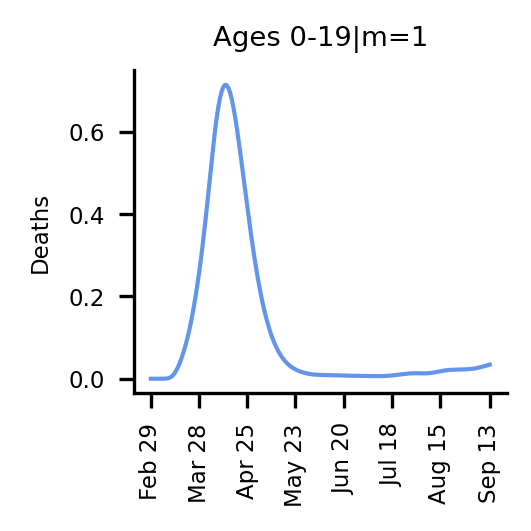 Ages 0-19|m=1
Deaths
0.6
0.4
0.2
0.0
Feb 29
Mar 28
Apr 25
May 23
Jun 20
Jul 18
Aug 15
Sep 13